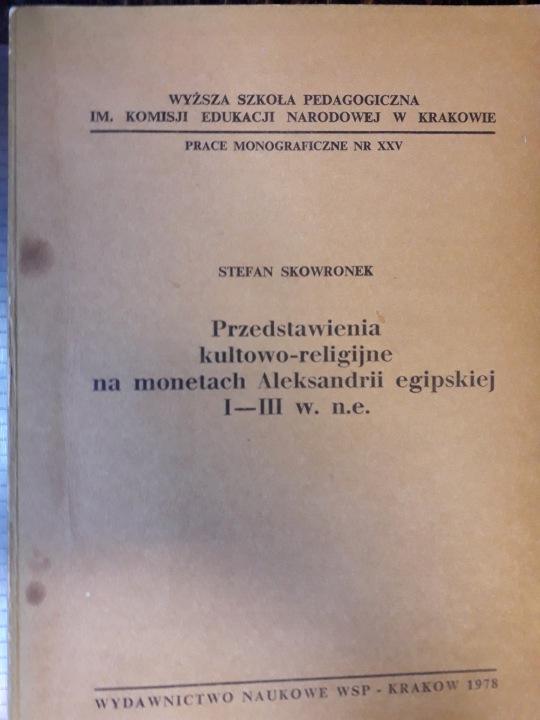 WYŻSZA SZKOŁA PEDAGOGICZNA
IM. KOMISJI EDUKACJI NARODOWEJ W KRAKOWIE
PRACE MONOGRAFICZNE NR XXV
STEFAN SKOWRONEK
Przedstawienia
kultowo-religijne
na monetach Aleksandrii egipskiej
I—III w. n.e.
WYDAWNICTWO NAUKOWE WSP - KRAKOW 1978